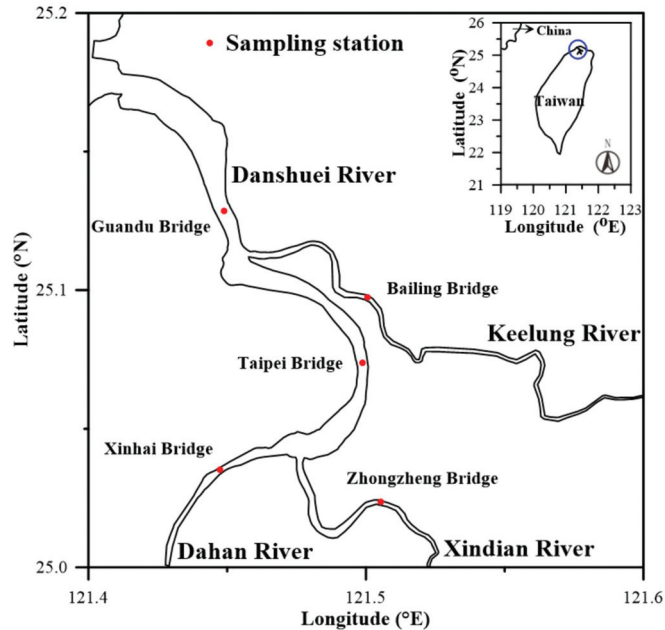 25.2
Sampling station
26
25
24
23
22
21
Latitude (⁰N)
China
Taiwan
N
119 120 121 122 123
Longitude (⁰E)
Danshuei River
Guandu Bridge
25.1
Latitude (°N)
Bailing Bridge
Keelung River
Taipei Bridge
Xinhai Bridge
Zhongzheng Bridge
Dahan River
Xindian River
25.0
121.4 121.5 121.6
Longitude (°E)